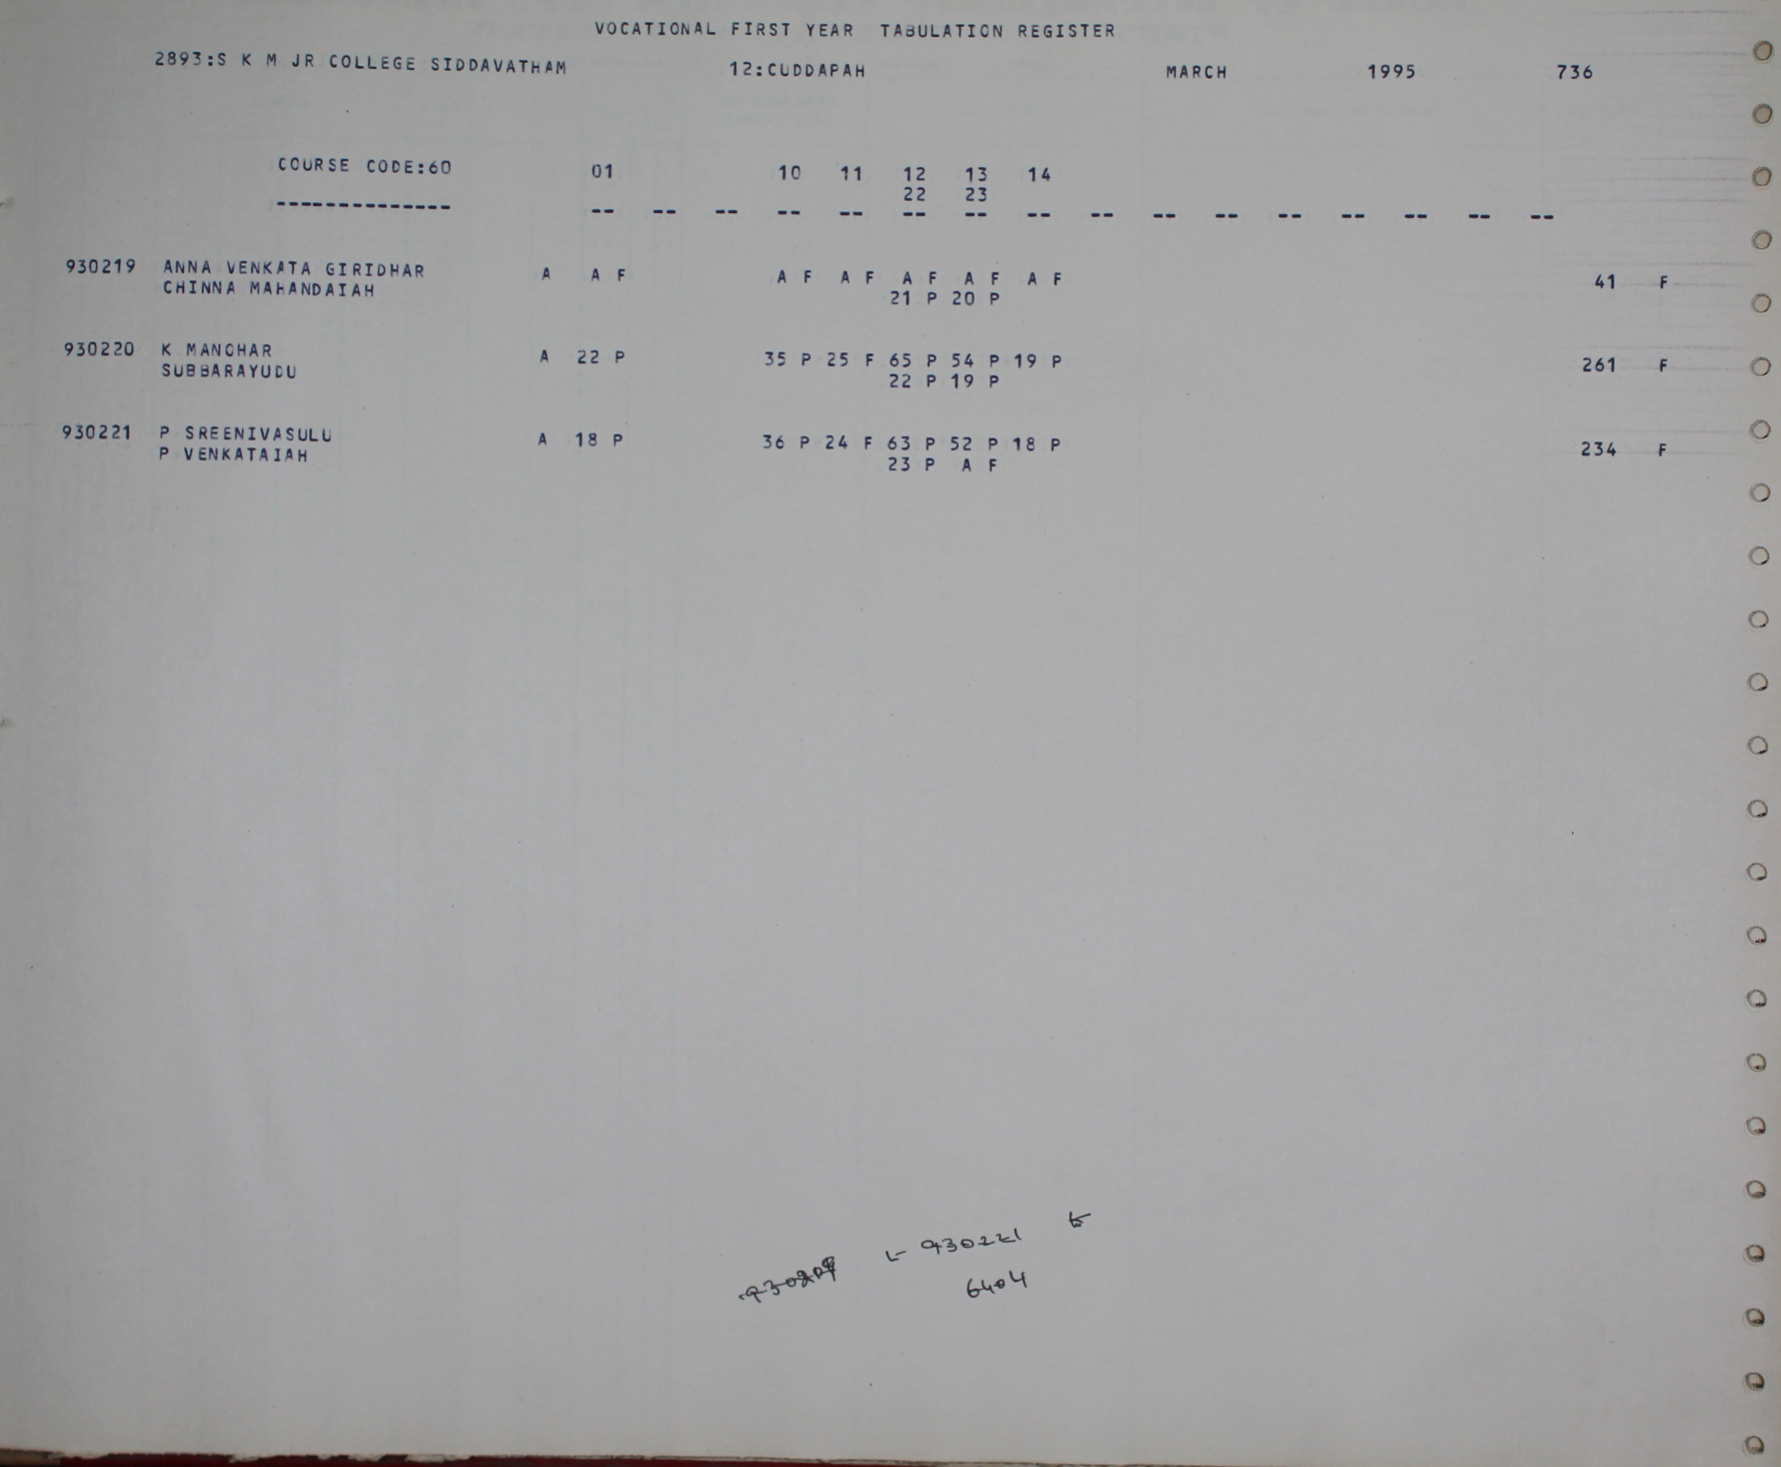 VOCATIONAL FIRST YEAR TABULATION REGISTER
2893:S K M JR COLLEGE SIDDAVATHAM 12:CUDDAPAH MARCH 1995 736
COURSE CODE:60 01 10 11 12 13 14
22 23
-------------- -- -- -- -- -- -- -- -- -- -- -- -- -- -- -- --
930219 ANNA VENKATA GIRIDHAR A A F A F A F A F A F A F 41 F
CHINNA MAHANDAIAH 21 P 20 P
930220 K MANOHAR A 22 P 35 P 25 F 65 P 54 P 19 P 261 F
SUBBARAYUDU 22 P 19 P
930221 P SREENIVASULU A 18 P 36 P 24 F 63 P 52 P 18 P 234 F
P VENKATAIAH 23 P A F
930221
6404